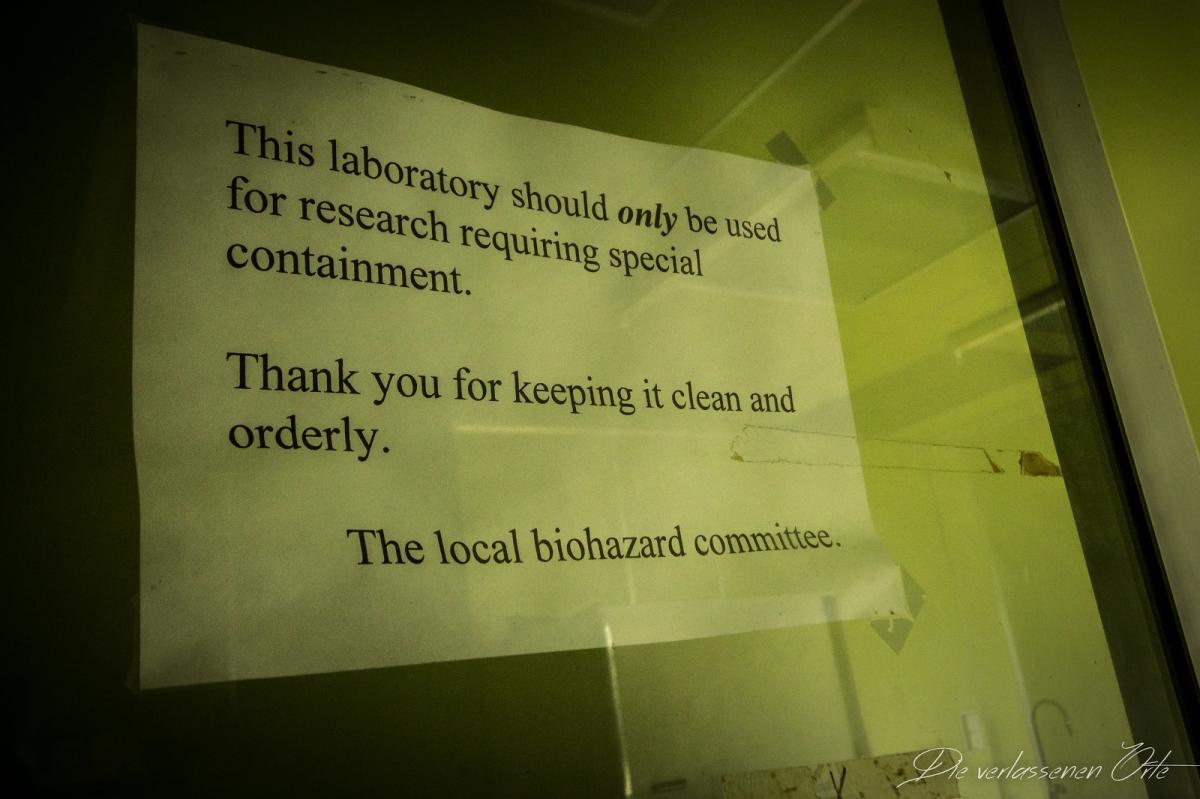 This laboratory should only be used
for research requiring special
containment.
Thank you for keeping it clean and
orderly.
The local biohazard committee.
Die verlassenen Orte